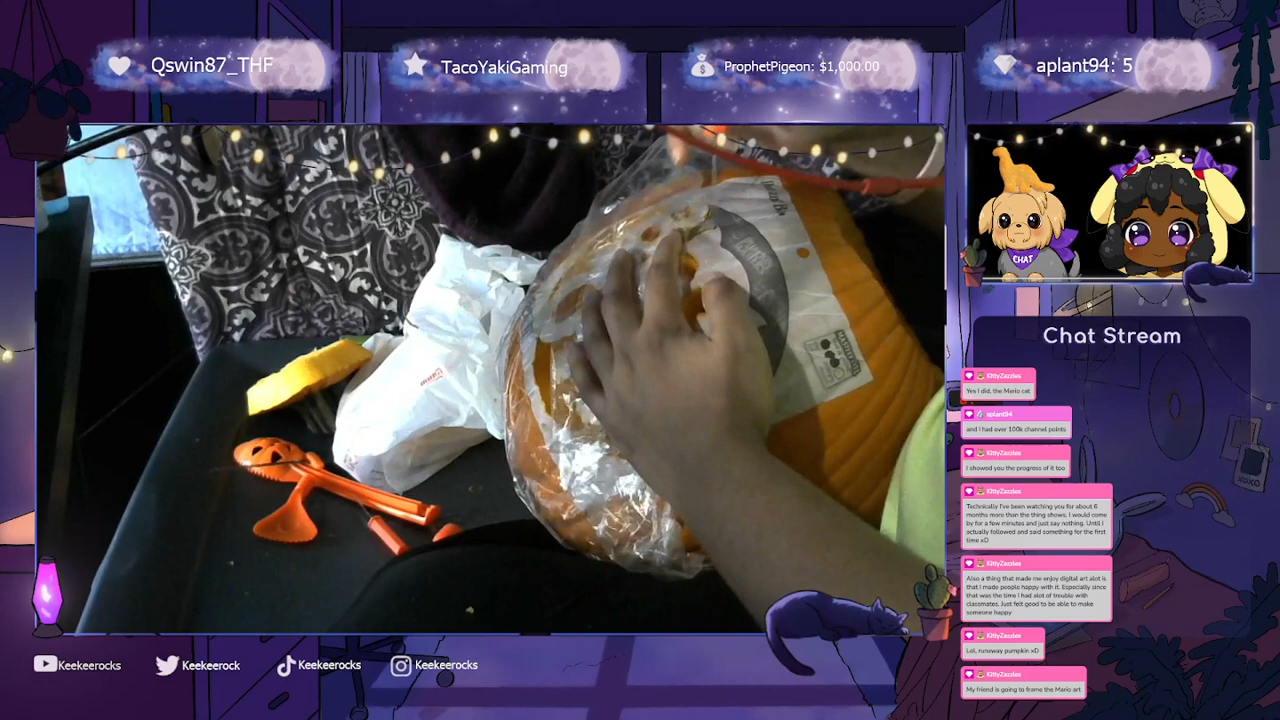 Qswin87_THF
TacoYakiGaming
ProphetPigeon: $1,000.00
aplant94: 5
CHAT
Chat Stream
KittyZazzles
Yes I did, the Mario cat
aplant94
and I had over 100k channel points
KittyZazzles
I showed you the progress of it too
KittyZazzles
Technically I've been watching you for about 6
months more than the thing shows. I would come
by for a few minutes and just say nothing. Until I
actually followed and said something for the first
time xD
KittyZazzles
Also a thing that made me enjoy digital art alot is
that I made people happy with it. Especially since
that was the time I had alot of trouble with
classmates. Just felt good to be able to make
someone happy
KittyZazzles
Lol, runaway pumpkin xD
KittyZazzles
My friend is going to frame the Mario art
XOXO
Keekeerocks
Keekeerock
Keekeerocks
Keekeerocks